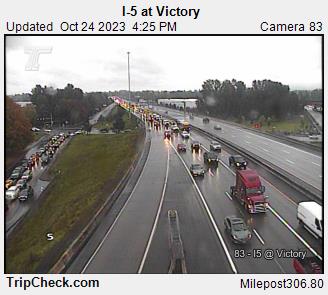 I-5 at Victory
Updated Oct 24 2023 4:25 PM Camera 83
Tr
S
83 - I5 @ Victory
TripCheck.com Milepost306.80